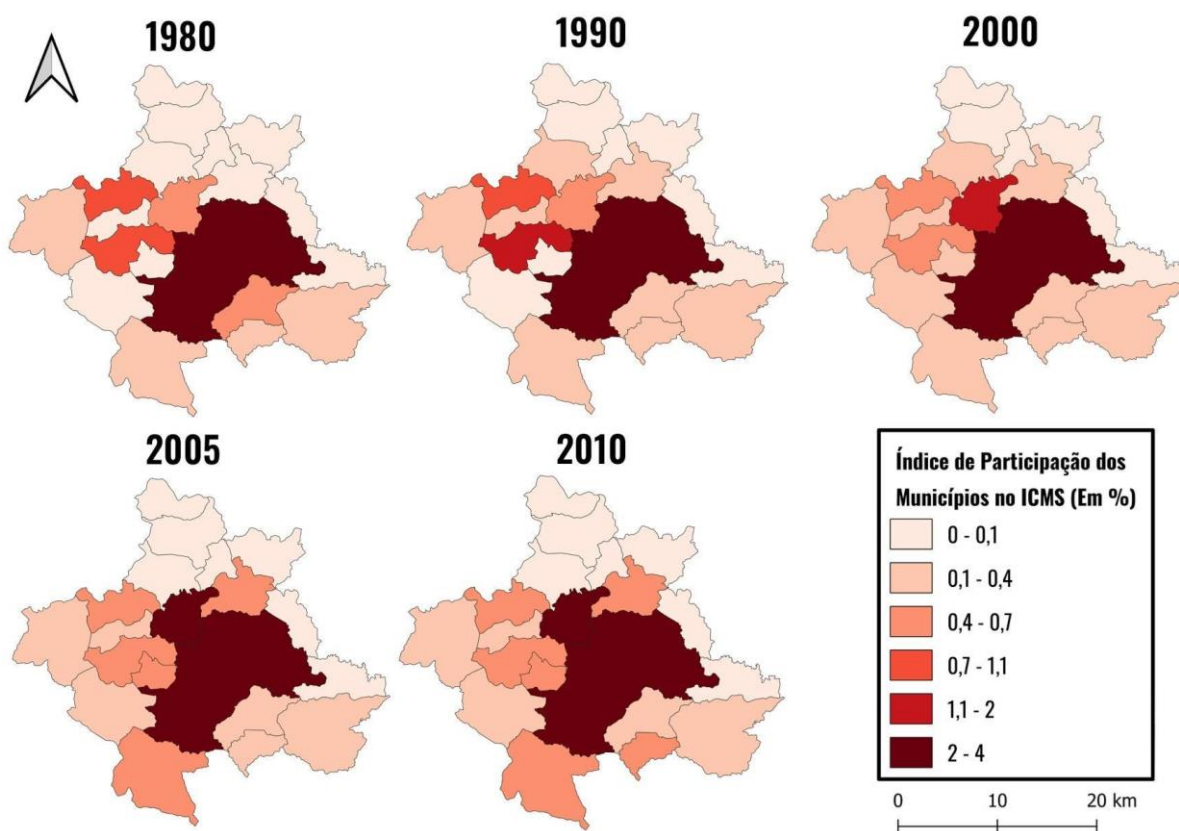 1980
1990
2000
2005
2010
Índice de Participação dos
Municípios no ICMS (Em %)
0 - 0,1
0,1 - 0,4
0,4 - 0,7
0,7 - 1,1
1,1 - 2
2 - 4
0 10 20 km